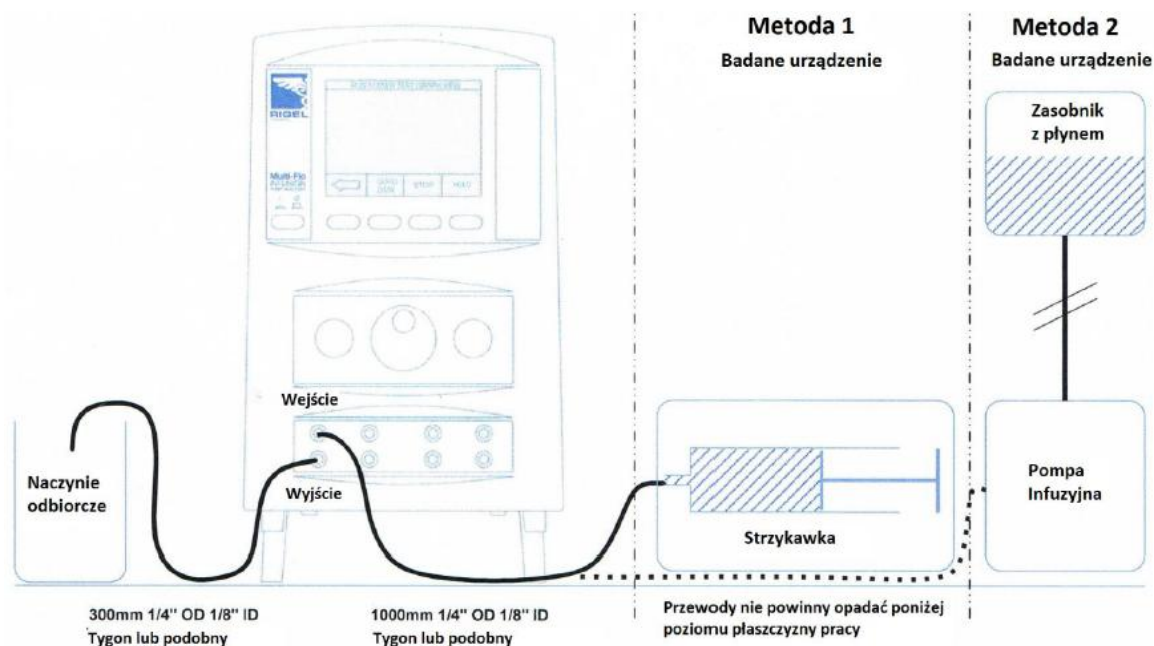 Metoda 1
Badane urządzenie
Metoda 2
Badane urządzenie
Zasobnik
z płynem
RIGEL
Multi-Flo
STOP
HOLD
Wejście
Wyjście
Naczynie
odbiorcze
Strzykawka
Pompa
Infuzyjna
300mm 1/4" OD 1/8" ID
Tygon lub podobny
1000mm 1/4" OD 1/8" ID
Tygon lub podobny
Przewody nie powinny opadać poniżej
poziomu płaszczyzny pracy